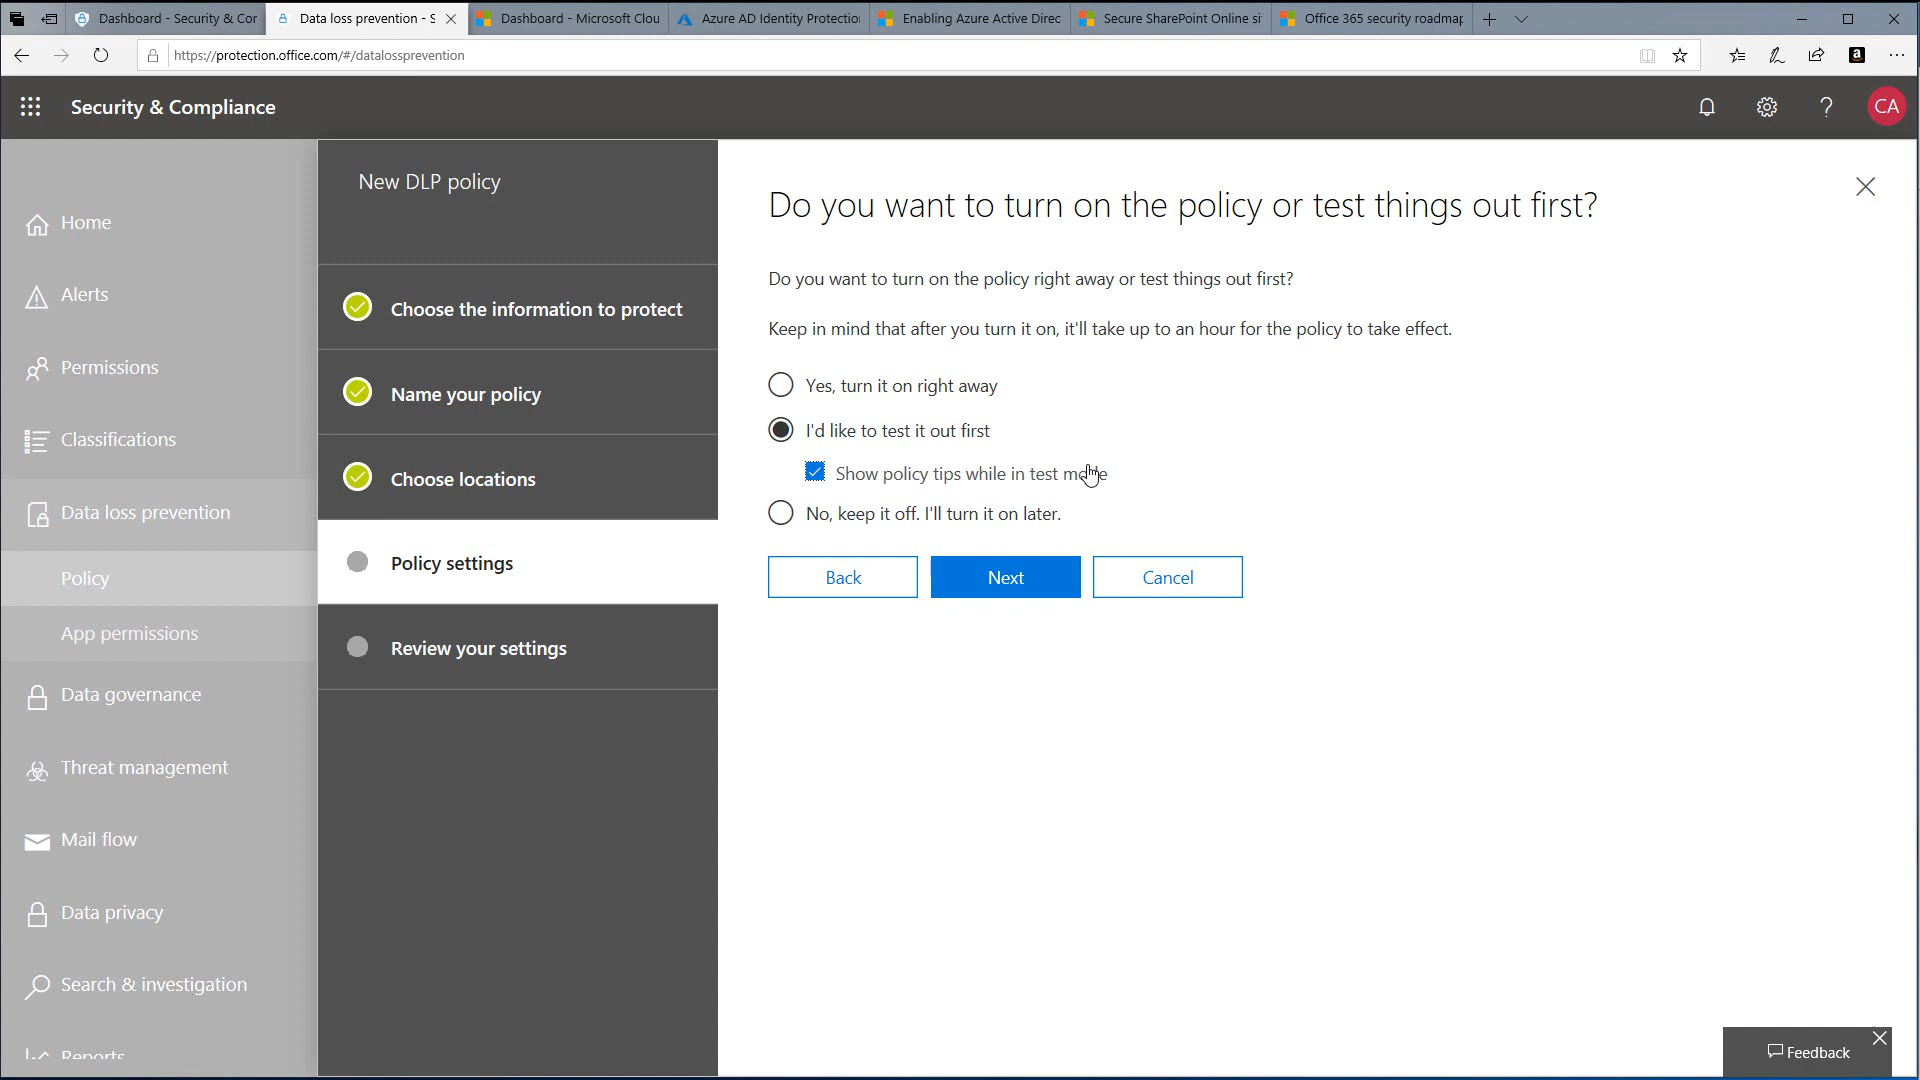 Dashboard - Security & Cor
Data loss prevention - S
Dashboard - Microsoft Clou
Azure AD Identity Protection
Enabling Azure Active Direc
Secure SharePoint Online si
Office 365 security roadmap
https://protection.office.com/#/datalossprevention
Security & Compliance
CA
Home
Alerts
Permissions
Classifications
Data loss prevention
Policy
App permissions
Data governance
Threat management
Mail flow
Data privacy
Search & investigation
Reports
New DLP policy
Choose the information to protect
Name your policy
Choose locations
Policy settings
Review your settings
Do you want to turn on the policy or test things out first?
Do you want to turn on the policy right away or test things out first?
Keep in mind that after you turn it on, it'll take up to an hour for the policy to take effect.
Yes, turn it on right away
I'd like to test it out first
Show policy tips while in test mode
No, keep it off. I'll turn it on later.
Back
Next
Cancel
Feedback